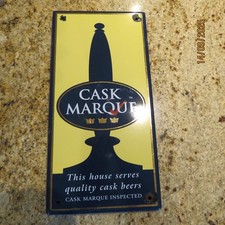 CASK
MARQUE
This house serves
quality cask beers
CASK MARQUE INSPECTED